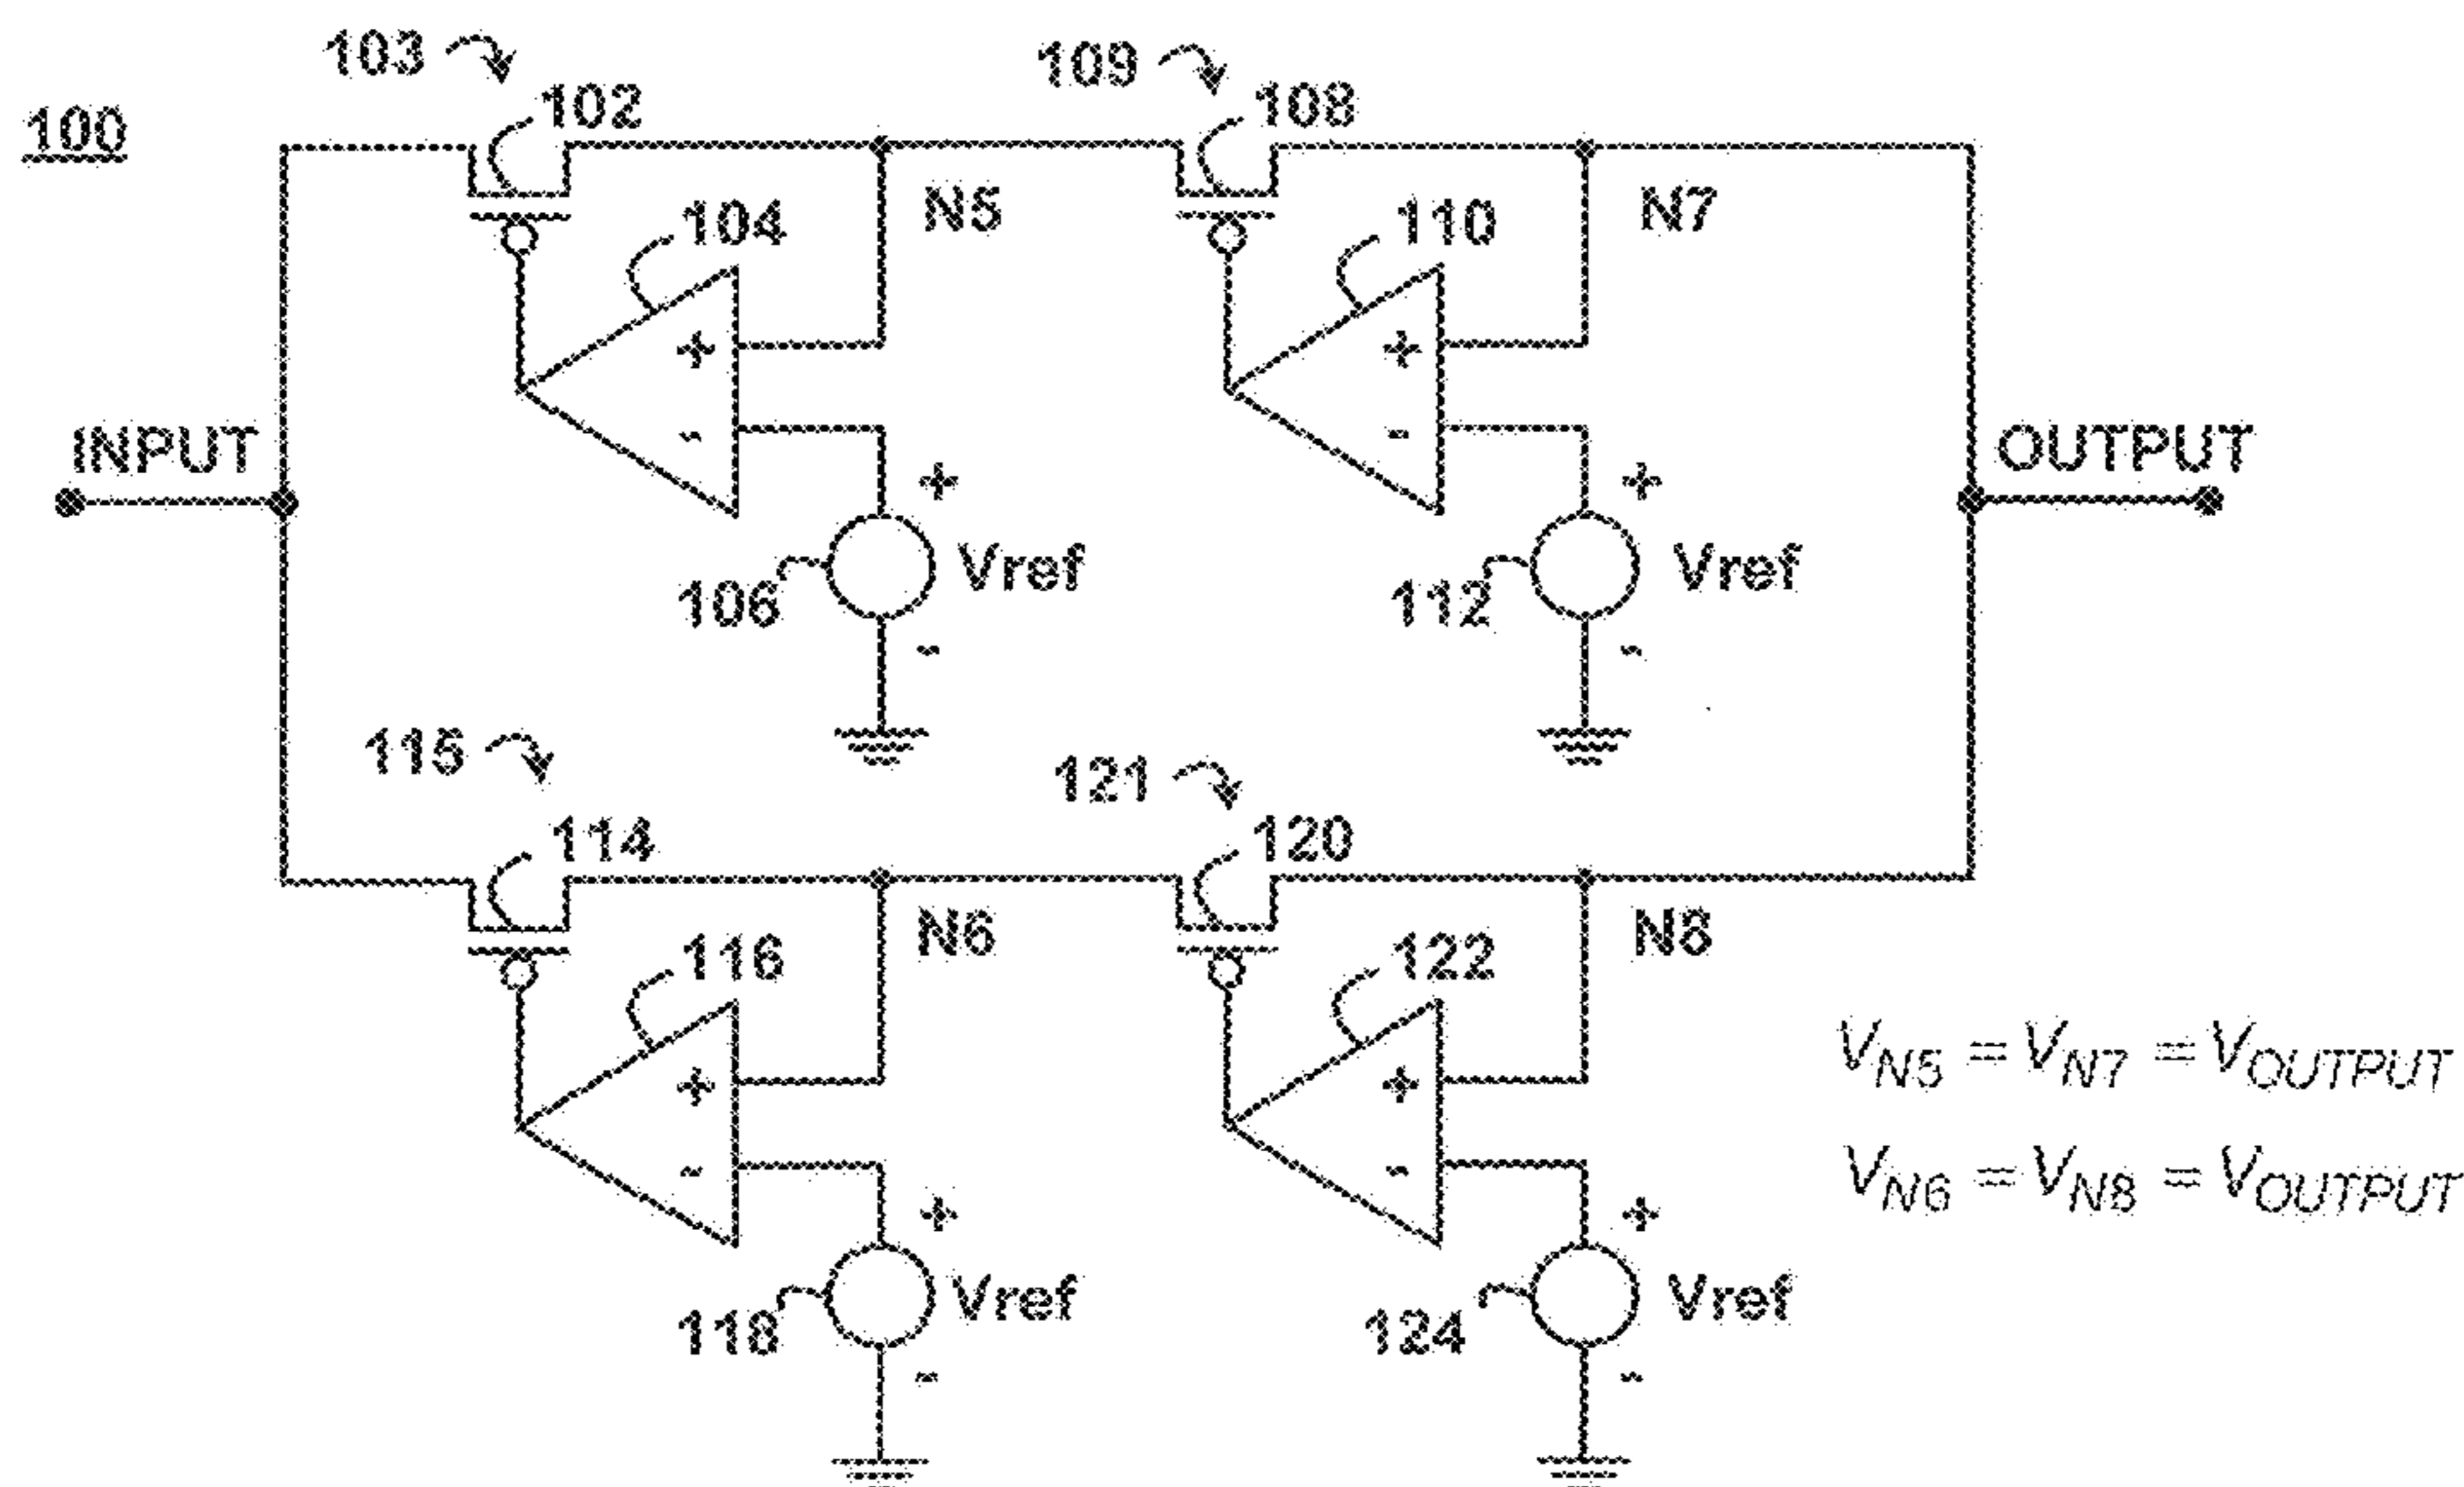 103
102
109
108
100
104
N5
110
N7
+
+
INPUT
-
-
OUTPUT
+
+
106
Vref
112
Vref
-
-
115
114
121
120
116
N6
122
N8
+
+
V_{N5} = V_{N7} = V_{OUTPUT}
-
-
V_{N6} = V_{N8} = V_{OUTPUT}
+
+
118
Vref
124
Vref
-
-